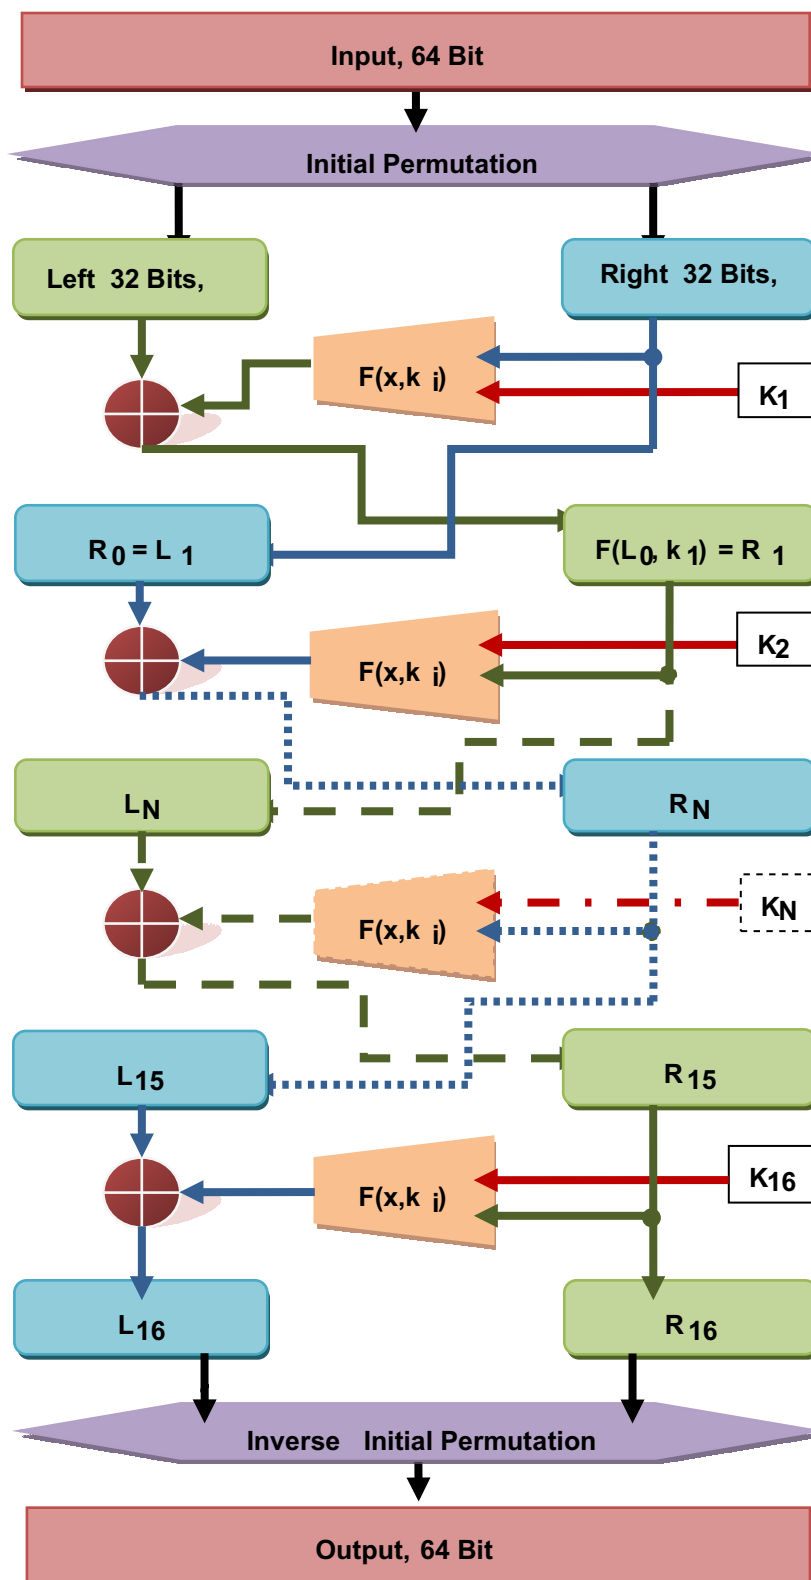 Input, 64 Bit
Initial Permutation
Left 32 Bits,
Right 32 Bits,
F(x,k i)
K1
R0 = L 1
F(L0, k1) = R 1
F(x,k i)
K2
LN
RN
F(x,k i)
KN
L15
R15
F(x,k i)
K16
L16
R16
Inverse Initial Permutation
Output, 64 Bit